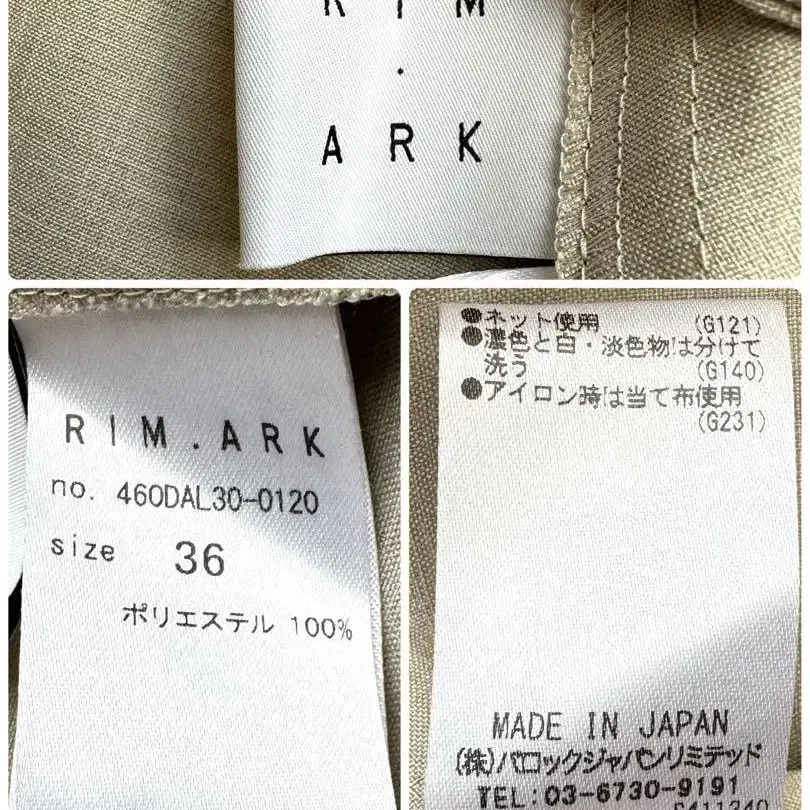 RIM
.
ARK
RIM.ARK
no. 460DAL30-0120
size 36
ポリエステル 100%
●ネット使用 (G121)
●濃色と白・淡色物は分けて
洗う (G140)
●アイロン時は当て布使用
(G231)
MADE IN JAPAN
(株)バロックジャパンリミテッド
TEL:03-6730-9191